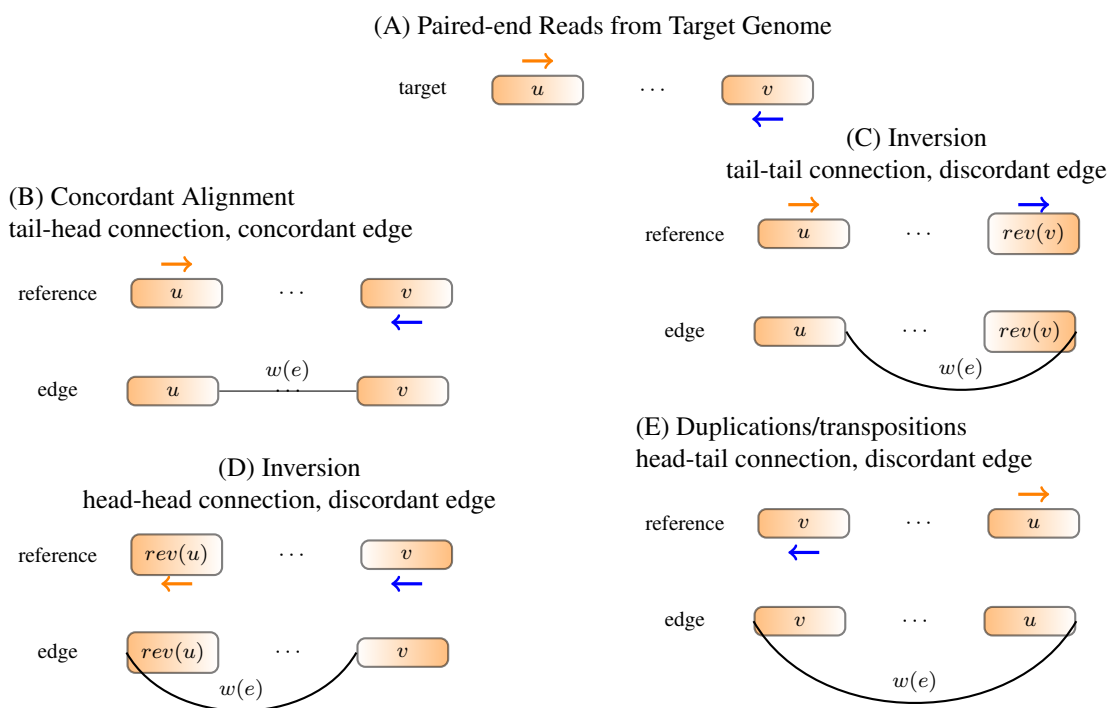 (A) Paired-end Reads from Target Genome
target u ··· v
(B) Concordant Alignment
tail-head connection, concordant edge
reference u ··· v
edge u w(e) ··· v
(C) Inversion
tail-tail connection, discordant edge
reference u ··· rev(v)
edge u ··· rev(v)
w(e)
(D) Inversion
head-head connection, discordant edge
reference rev(u) ··· v
edge rev(u) ··· v
w(e)
(E) Duplications/transpositions
head-tail connection, discordant edge
reference v ··· u
edge v ··· u
w(e)